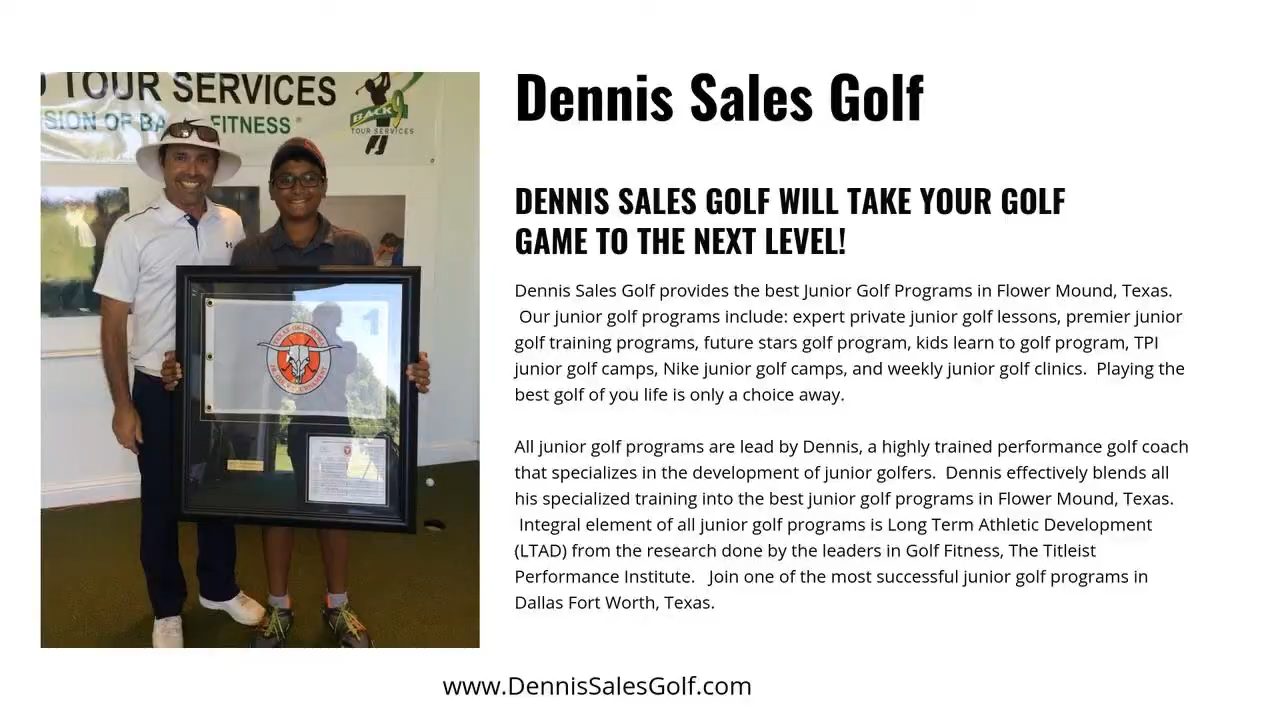 TOUR SERVICES
SION OF BA
FITNESS
BACK 9
TOUR SERVICES
1
Dennis Sales Golf
DENNIS SALES GOLF WILL TAKE YOUR GOLF
GAME TO THE NEXT LEVEL!
Dennis Sales Golf provides the best Junior Golf Programs in Flower Mound, Texas.
Our junior golf programs include: expert private junior golf lessons, premier junior
golf training programs, future stars golf program, kids learn to golf program, TPI
junior golf camps, Nike junior golf camps, and weekly junior golf clinics.  Playing the
best golf of you life is only a choice away.
All junior golf programs are lead by Dennis, a highly trained performance golf coach
that specializes in the development of junior golfers.  Dennis effectively blends all
his specialized training into the best junior golf programs in Flower Mound, Texas.
Integral element of all junior golf programs is Long Term Athletic Development
(LTAD) from the research done by the leaders in Golf Fitness, The Titleist
Performance Institute.   Join one of the most successful junior golf programs in
Dallas Fort Worth, Texas.
www.DennisSalesGolf.com